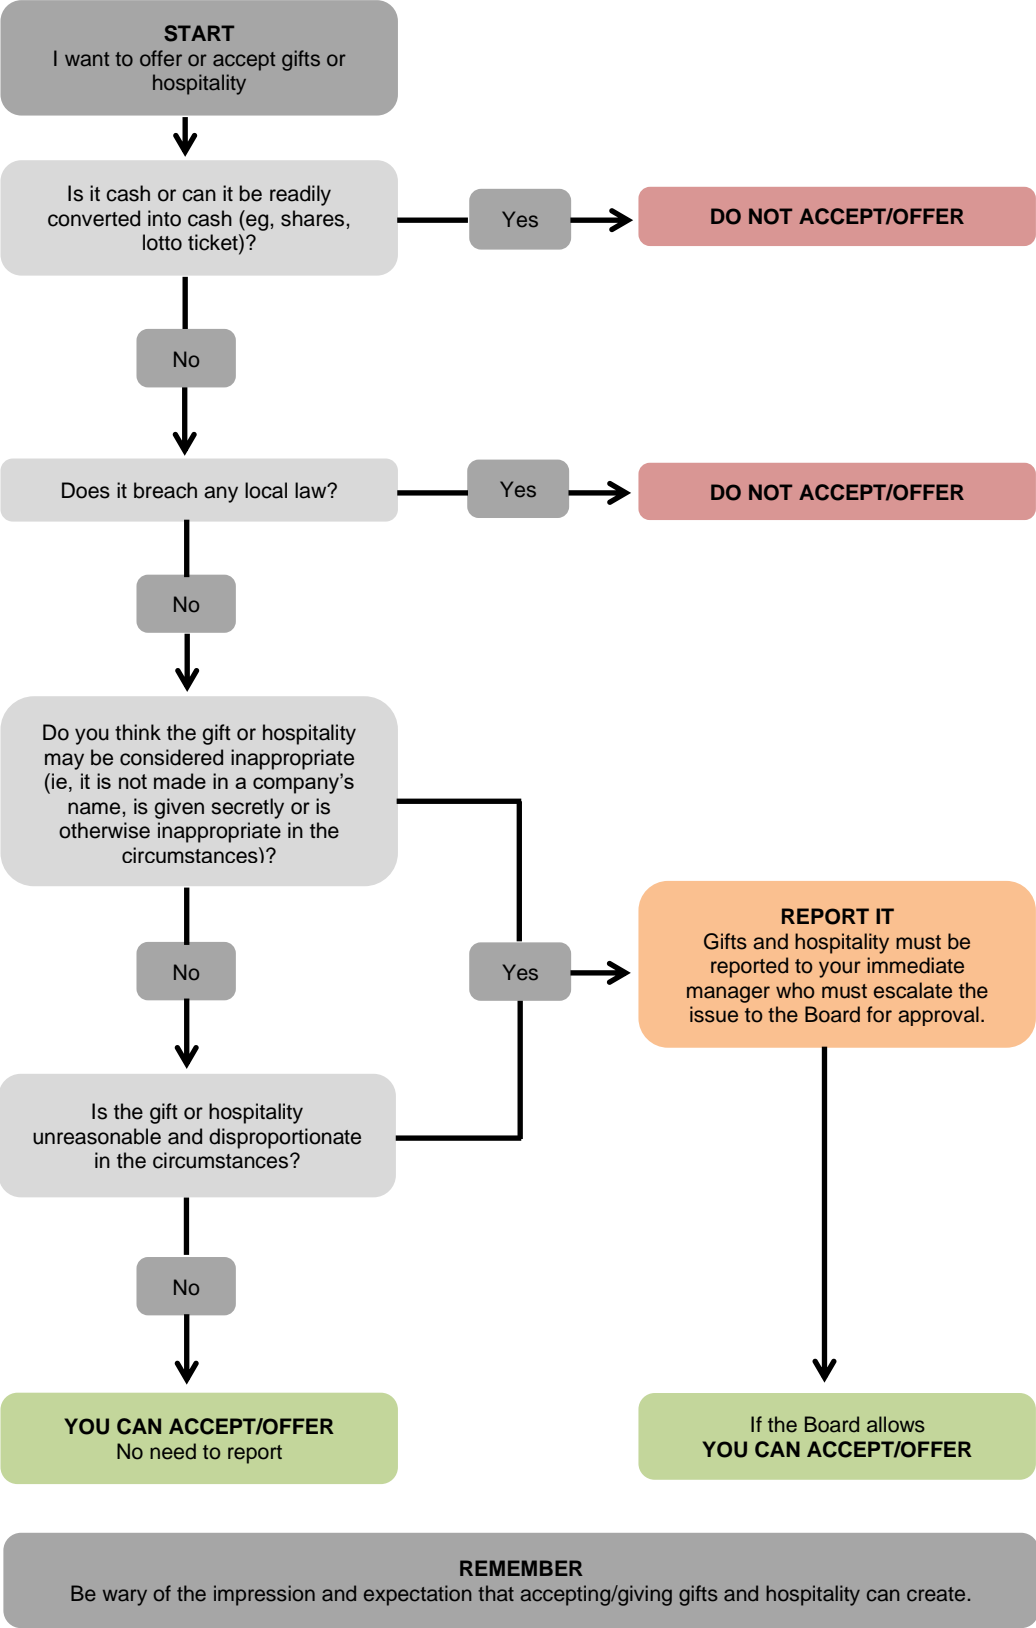 START
I want to offer or accept gifts or
hospitality
Is it cash or can it be readily
converted into cash (eg, shares,
lotto ticket)?
Yes
DO NOT ACCEPT/OFFER
No
Does it breach any local law?
Yes
DO NOT ACCEPT/OFFER
No
Do you think the gift or hospitality
may be considered inappropriate
(ie, it is not made in a company’s
name, is given secretly or is
otherwise inappropriate in the
circumstances)?
No
Yes
REPORT IT
Gifts and hospitality must be
reported to your immediate
manager who must escalate the
issue to the Board for approval.
Is the gift or hospitality
unreasonable and disproportionate
in the circumstances?
No
YOU CAN ACCEPT/OFFER
No need to report
If the Board allows
YOU CAN ACCEPT/OFFER
REMEMBER
Be wary of the impression and expectation that accepting/giving gifts and hospitality can create.